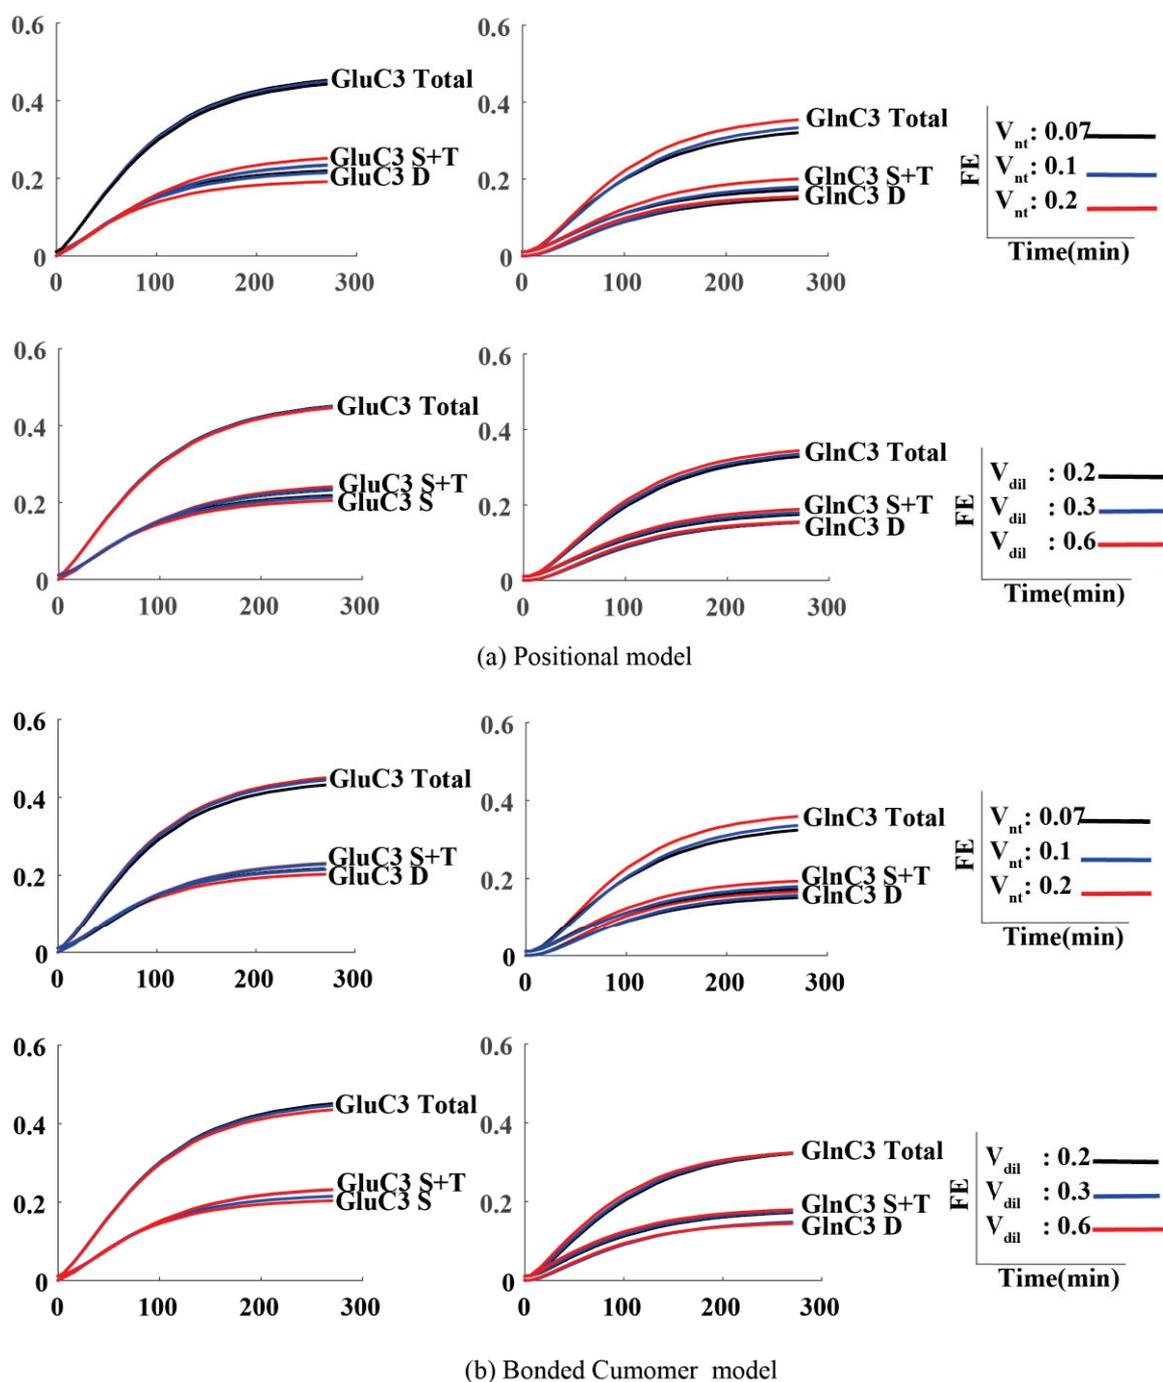 0.6
0.4
0.2
0
0 100 200 300
GluC3 Total
GluC3 S+T
GluC3 D
0.6
0.4
0.2
0
0 100 200 300
GlnC3 Total
GlnC3 S+T
GlnC3 D
FE
Time(min)
Vnt: 0.07
Vnt: 0.1
Vnt: 0.2
0.6
0.4
0.2
0
0 100 200 300
GluC3 Total
GluC3 S+T
GluC3 S
0.6
0.4
0.2
0
0 100 200 300
GlnC3 Total
GlnC3 S+T
GlnC3 D
FE
Time(min)
Vdil : 0.2
Vdil : 0.3
Vdil : 0.6
(a) Positional model
0.6
0.4
0.2
0
0 100 200 300
GluC3 Total
GluC3 S+T
GluC3 D
0.6
0.4
0.2
0
0 100 200 300
GlnC3 Total
GlnC3 S+T
GlnC3 D
FE
Time(min)
Vnt: 0.07
Vnt: 0.1
Vnt: 0.2
0.6
0.4
0.2
0
0 100 200 300
GluC3 Total
GluC3 S+T
GluC3 S
0.6
0.4
0.2
0
0 100 200 300
GlnC3 Total
GlnC3 S+T
GlnC3 D
FE
Time(min)
Vdil : 0.2
Vdil : 0.3
Vdil : 0.6
(b) Bonded Cumomer model